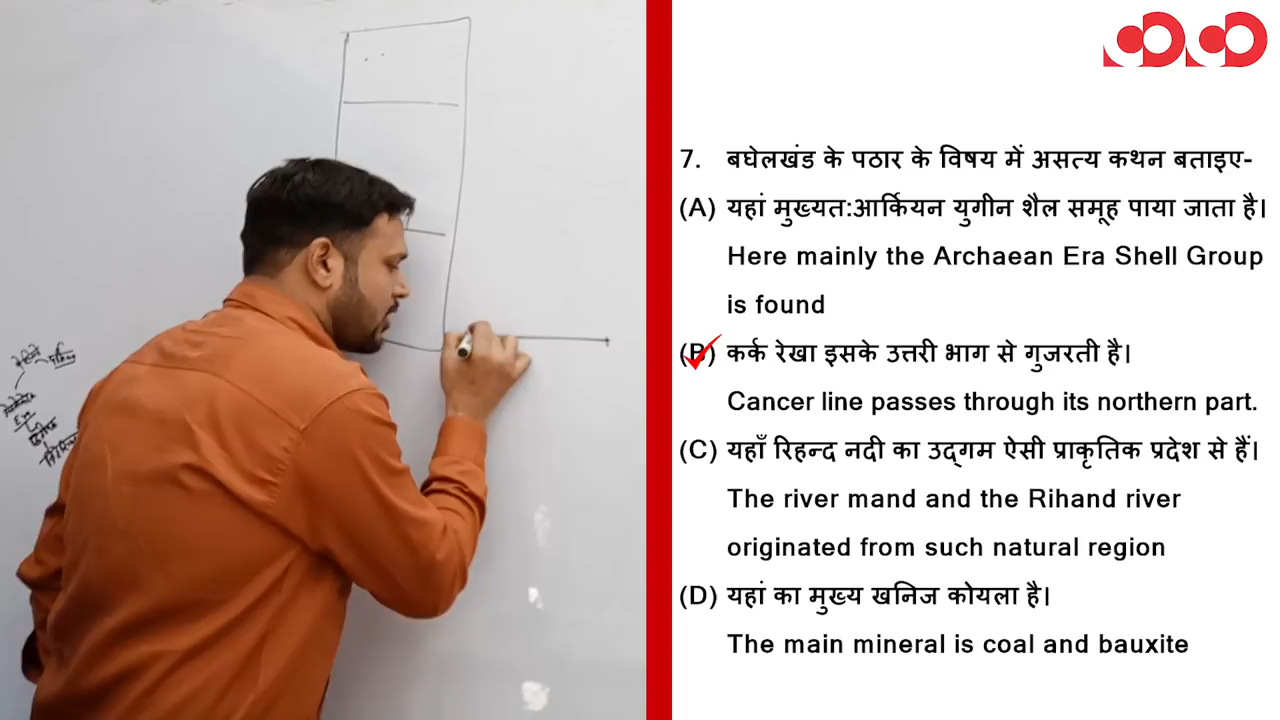 7. बघेलखंड के पठार के विषय में असत्य कथन बताइए-
(A) यहां मुख्यत:आर्कियन युगीन शैल समूह पाया जाता है।
Here mainly the Archaean Era Shell Group
is found
(B) कर्क रेखा इसके उत्तरी भाग से गुजरती है।
Cancer line passes through its northern part.
(C) यहाँ रिहन्द नदी का उद्गम ऐसी प्राकृतिक प्रदेश से हैं।
The river mand and the Rihand river
originated from such natural region
(D) यहां का मुख्य खनिज कोयला है।
The main mineral is coal and bauxite